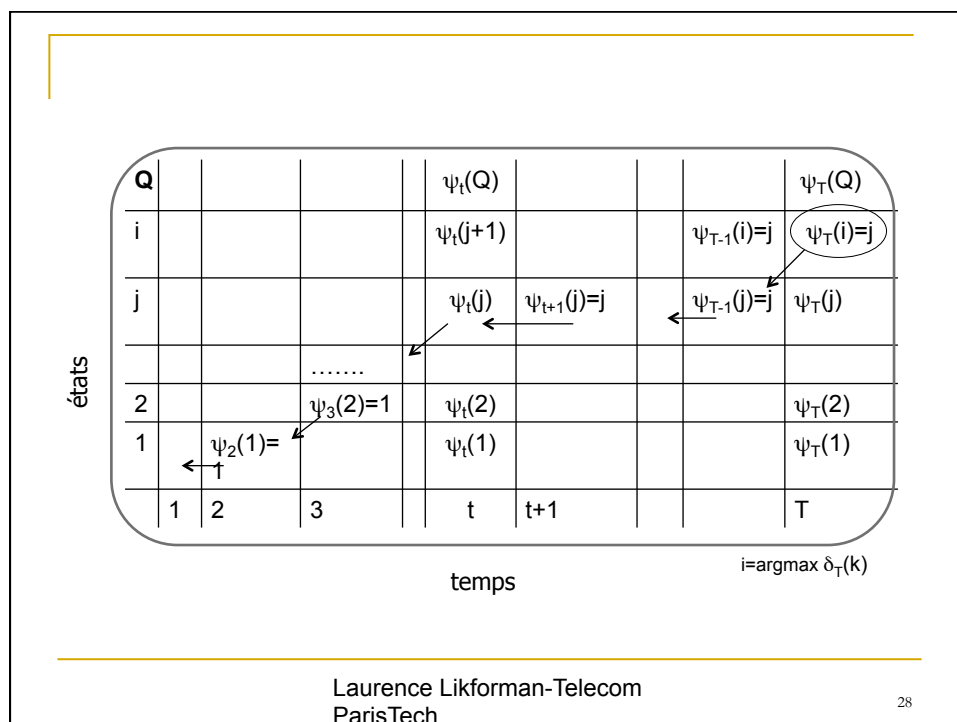 Q ψt(Q) ψT(Q)
i ψt(j+1) ψT-1(i)=j ψT(i)=j
j ψt(j) ψt+1(j)=j ψT-1(j)=j ψT(j)
.......
2 ψ3(2)=1 ψt(2) ψT(2)
1 ψ2(1)= ψt(1) ψT(1)
1
1 2 3 t t+1 T
états
i=argmax δT(k)
temps
Laurence Likforman-Telecom
ParisTech
28